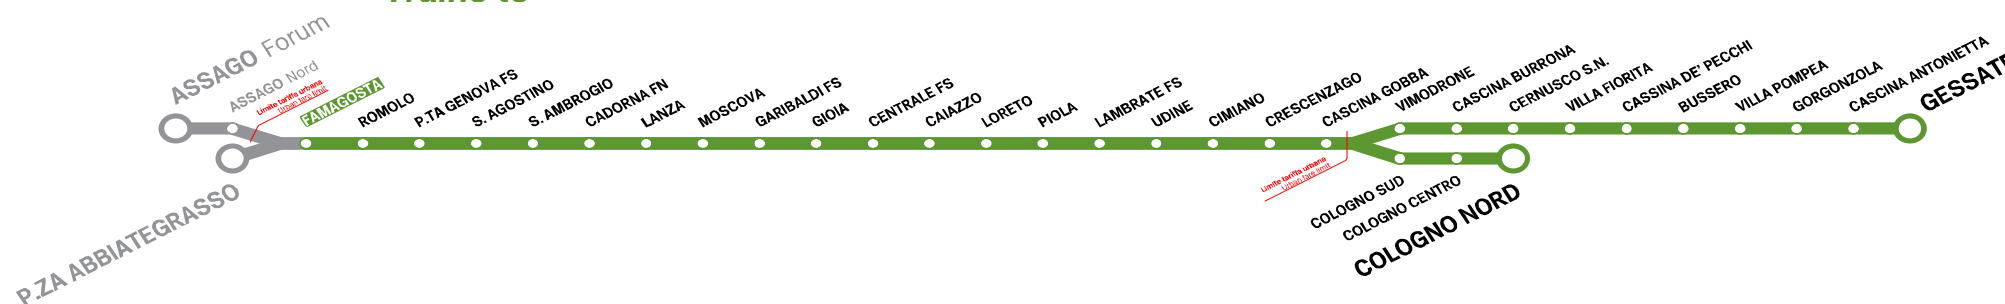 ASSAGO Forum
ASSAGO Nord
Limite tariffa urbana
Urban fare limit
P.ZA ABBIATEGRASSO
FAMAGOSTA
ROMOLO
P.TA GENOVA FS
S. AGOSTINO
S. AMBROGIO
CADORNA FN
LANZA
MOSCOVA
GARIBALDI FS
GIOIA
CENTRALE FS
CAIAZZO
LORETO
PIOLA
LAMBRATE FS
UDINE
CIMIANO
CRESCENZAGO
CASCINA GOBBA
Limite tariffa urbana
Urban fare limit
VIMODRONE
CASCINA BURRONA
CERNUSCO S.N.
VILLA FIORITA
CASSINA DE' PECCHI
BUSSERO
VILLA POMPEA
GORGONZOLA
CASCINA ANTONIETTA
GESSATE
COLOGNO SUD
COLOGNO CENTRO
COLOGNO NORD